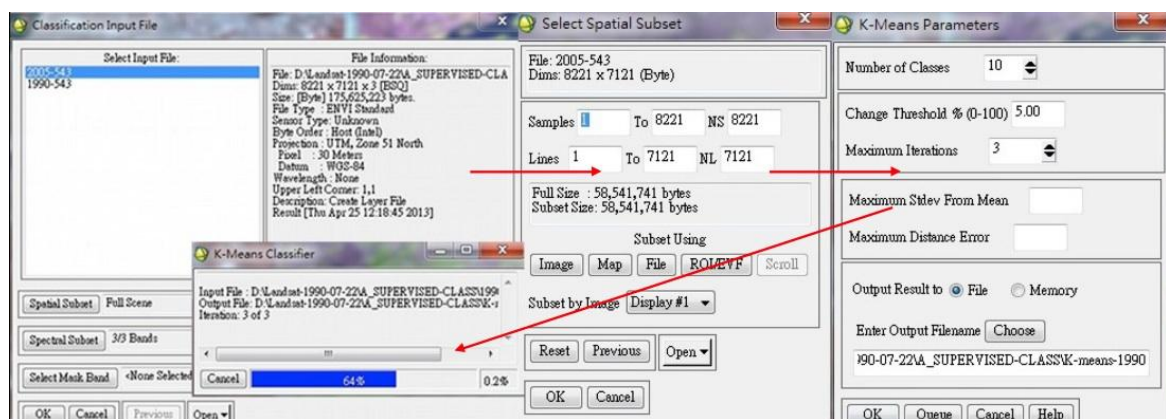 Classification Input File
Select Input File:
2005-543
1990-543
File Information:
File: D:\Landsat-1990-07-22\A_SUPERVISED-CLA
Dims: 8221 x 7121 x 3 [BSQ]
Size: [Byte] 175,625,223 bytes.
File Type : ENVI Standard
Sensor Type: Unknown
Byte Order : Host (Intel)
Projection : UTM, Zone 51 North
Pixel : 30 Meters
Datum : WGS-84
Wavelength : None
Upper Left Corner: 1,1
Description: Create Layer File
Result [Thu Apr 25 12:18:45 2013]
Spatial Subset Full Scene
Spectral Subset 3/3 Bands
Select Mask Band <None Selected
OK Cancel Previous Open
K-Means Classifier
Input File : D:\Landsat-1990-07-22\A_SUPERVISED-CLASS\199
Output File: D:\Landsat-1990-07-22\A_SUPERVISED-CLASS\K-
Iteration: 3 of 3
Cancel 64% 0.2%
Select Spatial Subset
File: 2005-543
Dims: 8221 x 7121 (Byte)
Samples 1 To 8221 NS 8221
Lines 1 To 7121 NL 7121
Full Size : 58,541,741 bytes
Subset Size: 58,541,741 bytes
Subset Using
Image Map File ROI/EVF Scroll
Subset by Image Display #1
Reset Previous Open
OK Cancel
K-Means Parameters
Number of Classes 10
Change Threshold % (0-100) 5.00
Maximum Iterations 3
Maximum Stdev From Mean
Maximum Distance Error
Output Result to File Memory
Enter Output Filename Choose
90-07-22\A_SUPERVISED-CLASS\K-means-1990
OK Queue Cancel Help